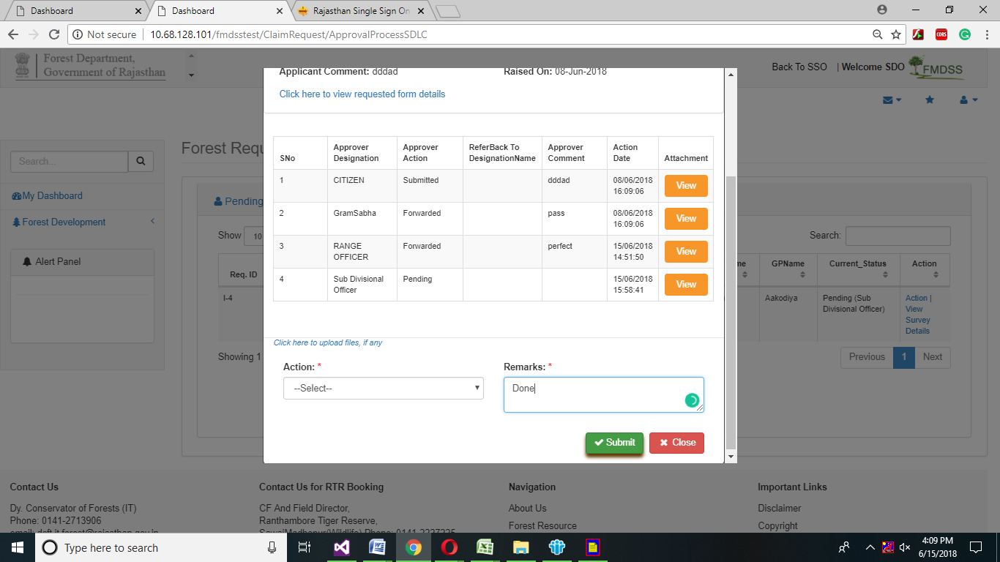 Dashboard
Dashboard
Rajasthan Single Sign On
Not secure
10.68.128.101/fmdsstest/ClaimRequest/ApprovalProcessSDLC
CORS
Forest Department,
Government of Rajasthan
Back To SSO | Welcome SDO
FMDSS
Applicant Comment: dddad
Raised On: 08-Jun-2018
Click here to view requested form details
Search...
My Dashboard
Forest Development
Alert Panel
Forest Requ
Pending
Show 10
Search:
Req. ID
me
GPName
Current_Status
Action
I-4
Aakodiya
Pending (Sub
Divisional Officer)
Action |
View
Survey
Details
Showing 1
Previous 1 Next
SNo
Approver
Designation
Approver
Action
ReferBack To
DesignationName
Approver
Comment
Action
Date
Attachment
1 CITIZEN Submitted dddad 08/06/2018
16:09:06
View
2 GramSabha Forwarded pass 08/06/2018
16:09:06
View
3 RANGE
OFFICER
Forwarded perfect 15/06/2018
14:51:50
View
4 Sub Divisional
Officer
Pending 15/06/2018
15:58:41
View
Click here to upload files, if any
Action: *
--Select--
Remarks: *
Done
Submit
Close
Contact Us
Dy. Conservator of Forests (IT)
Phone: 0141-2713906
Contact Us for RTR Booking
CF And Field Director,
Ranthambore Tiger Reserve,
Navigation
About Us
Forest Resource
Important Links
Disclaimer
Copyright
Type here to search
4:09 PM
6/15/2018